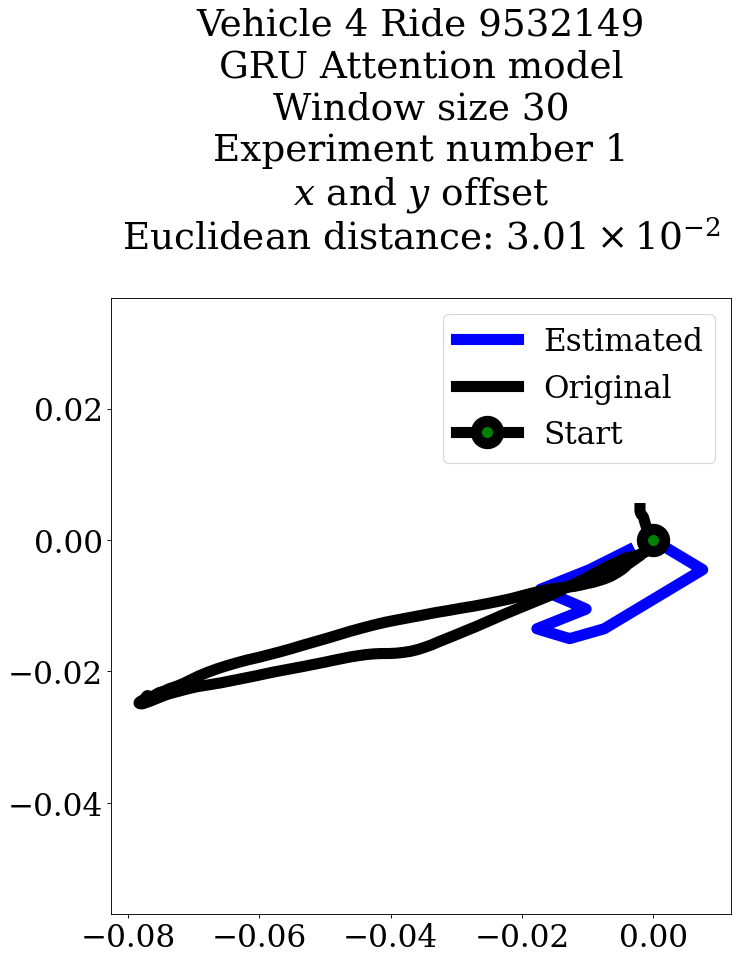 Vehicle 4 Ride 9532149
GRU Attention model
Window size 30
Experiment number 1
x and y offset
Euclidean distance: 3.01 × 10⁻²
Estimated
Original
Start
0.02
0.00
−0.02
−0.04
−0.08
−0.06
−0.04
−0.02
0.00